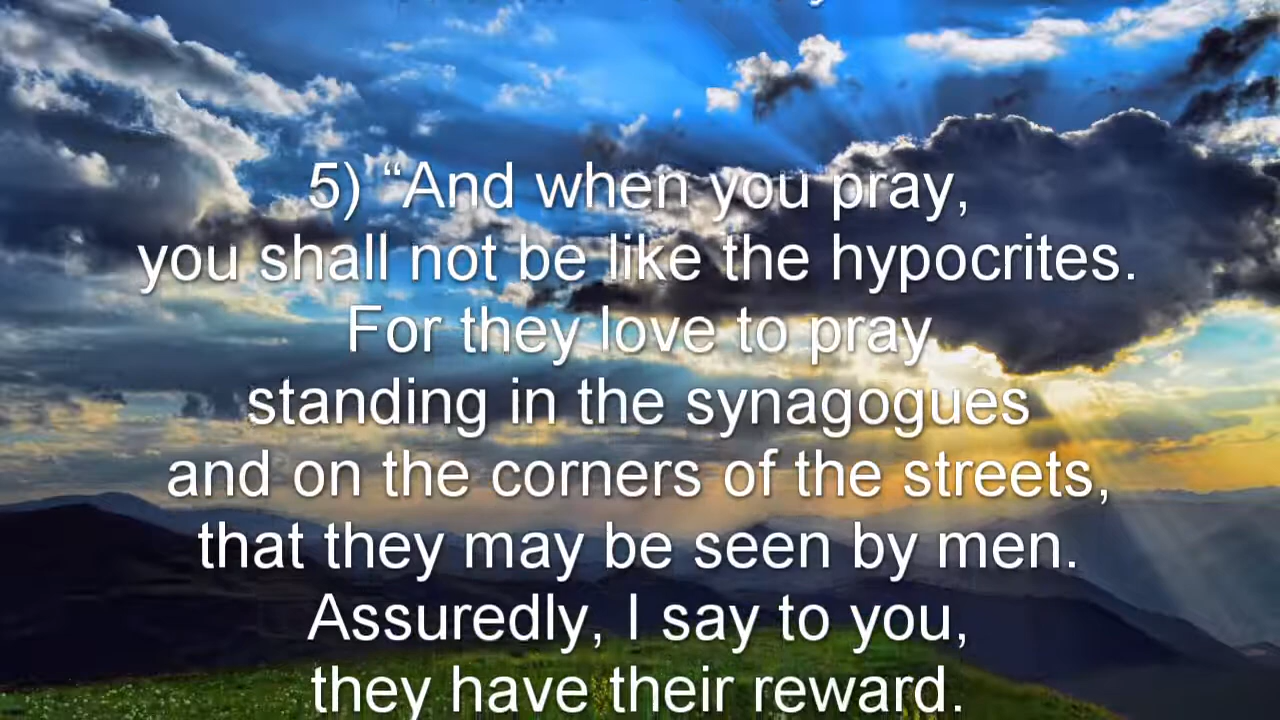 5) “And when you pray,
you shall not be like the hypocrites.
For they love to pray
standing in the synagogues
and on the corners of the streets,
that they may be seen by men.
Assuredly, I say to you,
they have their reward.